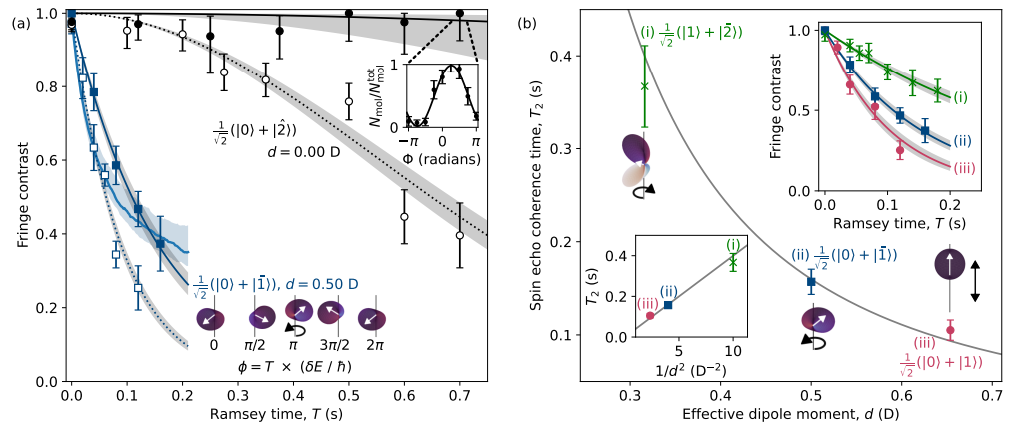 (a)
Fringe contrast
1.0
0.8
0.6
0.4
0.2
0.0
0.0 0.1 0.2 0.3 0.4 0.5 0.6 0.7
Ramsey time, T (s)
1/√2(|0⟩ + |2̂⟩)
d = 0.00 D
N_mol/N_mol^tot
1
0
−π 0 π
Φ (radians)
1/√2(|0⟩ + |1̄⟩), d = 0.50 D
0 π/2 π 3π/2 2π
ϕ = T × (δE / ħ)
(b)
Spin echo coherence time, T₂ (s)
0.4
0.3
0.2
0.1
0.3 0.4 0.5 0.6 0.7
Effective dipole moment, d (D)
(i) 1/√2(|1⟩ + |2̄⟩)
(ii) 1/√2(|0⟩ + |1̄⟩)
(iii)
1/√2(|0⟩ + |1⟩)
T₂ (s)
0.4
0.2
0.0
5 10
1/d² (D⁻²)
(i)
(ii)
(iii)
Fringe contrast
1.0
0.5
0.0
0.0 0.1 0.2
Ramsey time, T (s)
(i)
(ii)
(iii)